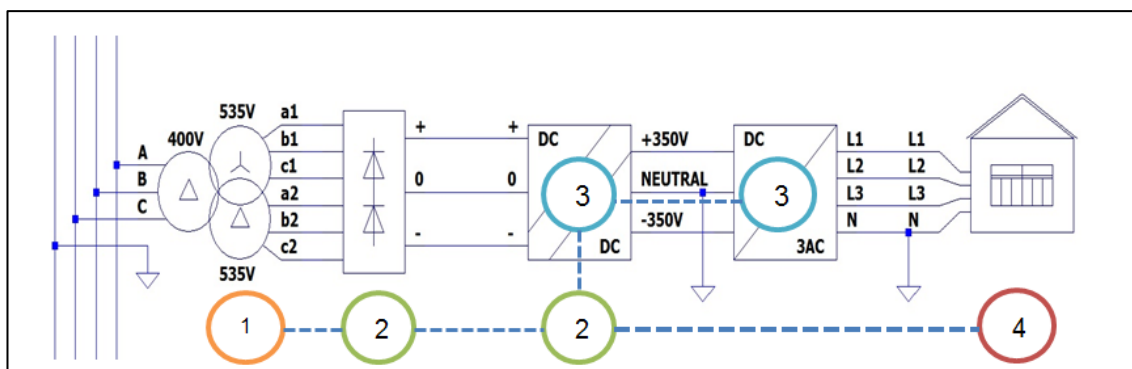 535V a1
400V b1 + + DC +350V DC L1 L1
A c1 L2 L2
B a2 0 0 3 NEUTRAL 3 L3 L3
C b2 - - -350V N N
c2 DC 3AC
535V
1 2 2 4